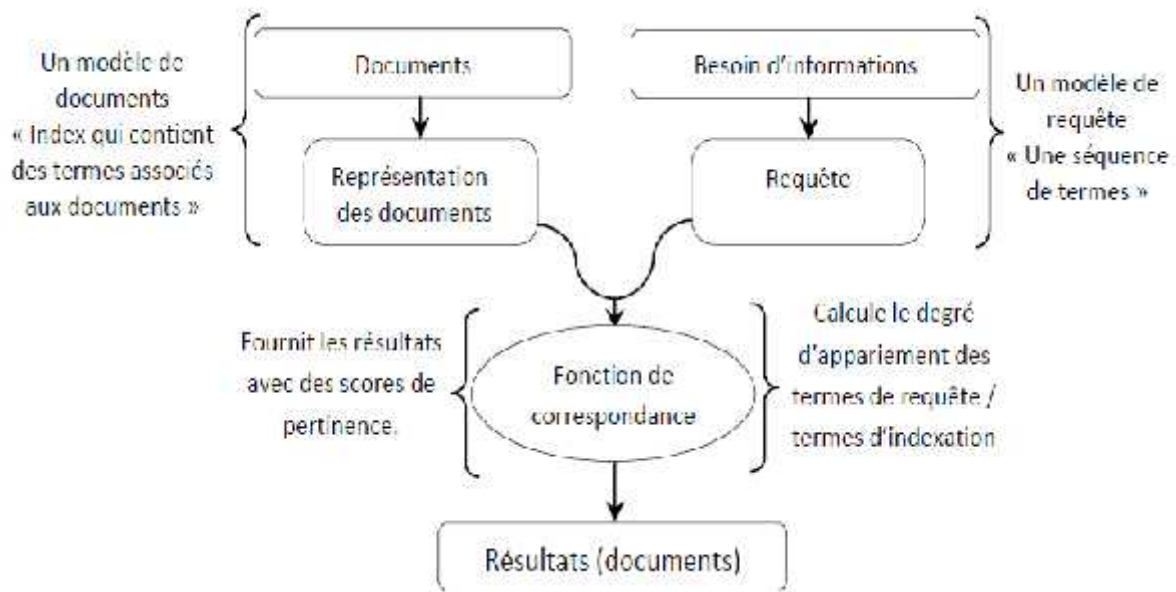 Un modèle de
documents
« Index qui contient
des termes associés
aux documents »
Documents
Besoin d'informations
Un modèle de
requête
« Une séquence
de termes »
Représentation
des documents
Requête
Fournit les résultats
avec des scores de
pertinence.
Fonction de
correspondance
Calcule le degré
d'appariement des
termes de requête /
termes d'indexation
Résultats (documents)